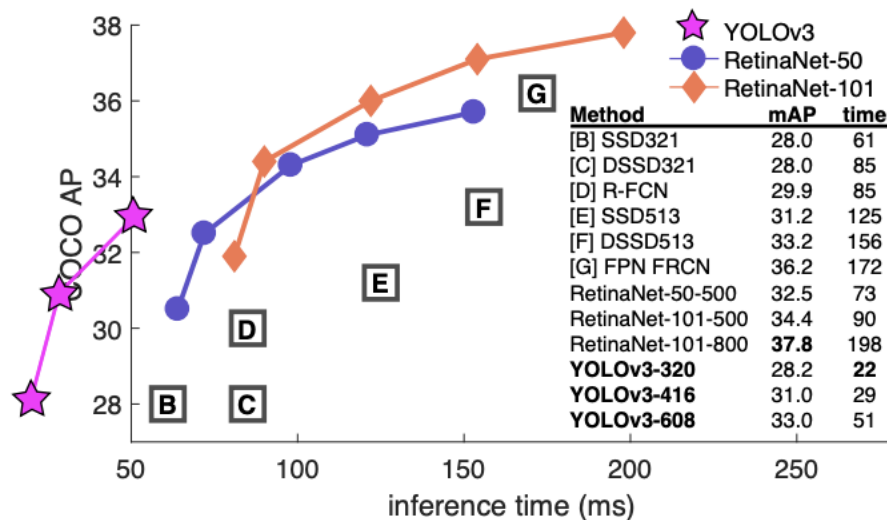 38
36
34
32
30
28
COCO AP
50
100
150
200
250
inference time (ms)
B
C
D
E
F
G
YOLOv3
RetinaNet-50
RetinaNet-101
Method mAP time
[B] SSD321 28.0 61
[C] DSSD321 28.0 85
[D] R-FCN 29.9 85
[E] SSD513 31.2 125
[F] DSSD513 33.2 156
[G] FPN FRCN 36.2 172
RetinaNet-50-500 32.5 73
RetinaNet-101-500 34.4 90
RetinaNet-101-800 37.8 198
YOLOv3-320 28.2 22
YOLOv3-416 31.0 29
YOLOv3-608 33.0 51